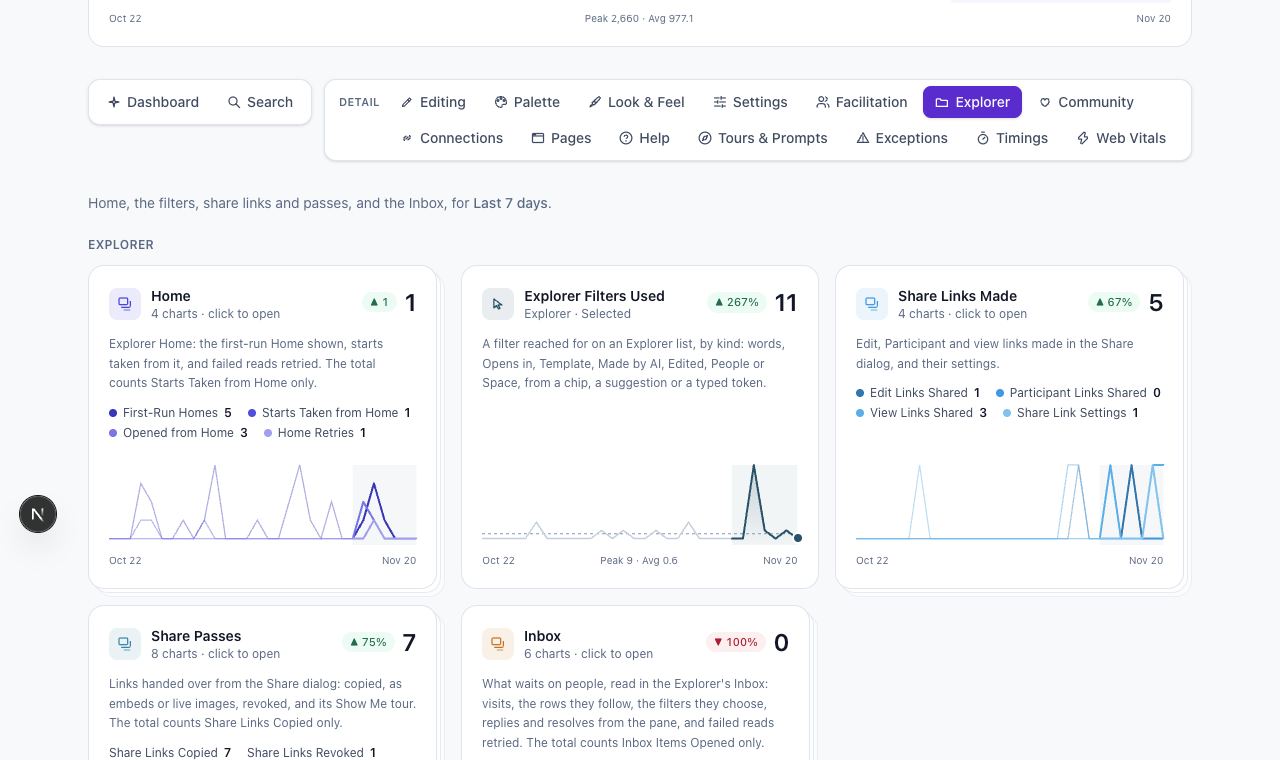 Oct 22
Peak 2,660 · Avg 977.1
Nov 20
Dashboard
Search
DETAIL
Editing
Palette
Look & Feel
Settings
Facilitation
Explorer
Community
Connections
Pages
Help
Tours & Prompts
Exceptions
Timings
Web Vitals
Home, the filters, share links and passes, and the Inbox, for Last 7 days.
EXPLORER
Home
4 charts · click to open
▲ 1
1
Explorer Home: the first-run Home shown, starts
taken from it, and failed reads retried. The total
counts Starts Taken from Home only.
First-Run Homes 5
Starts Taken from Home 1
Opened from Home 3
Home Retries 1
Oct 22
Nov 20
Explorer Filters Used
Explorer · Selected
▲ 267%
11
A filter reached for on an Explorer list, by kind: words,
Opens in, Template, Made by AI, Edited, People or
Space, from a chip, a suggestion or a typed token.
Oct 22
Peak 9 · Avg 0.6
Nov 20
Share Links Made
4 charts · click to open
▲ 67%
5
Edit, Participant and view links made in the Share
dialog, and their settings.
Edit Links Shared 1
Participant Links Shared 0
View Links Shared 3
Share Link Settings 1
Oct 22
Nov 20
N
Share Passes
8 charts · click to open
▲ 75%
7
Links handed over from the Share dialog: copied, as
embeds or live images, revoked, and its Show Me tour.
The total counts Share Links Copied only.
Share Links Copied 7
Share Links Revoked 1
Inbox
6 charts · click to open
▼ 100%
0
What waits on people, read in the Explorer's Inbox:
visits, the rows they follow, the filters they choose,
replies and resolves from the pane, and failed reads
retried. The total counts Inbox Items Opened only.